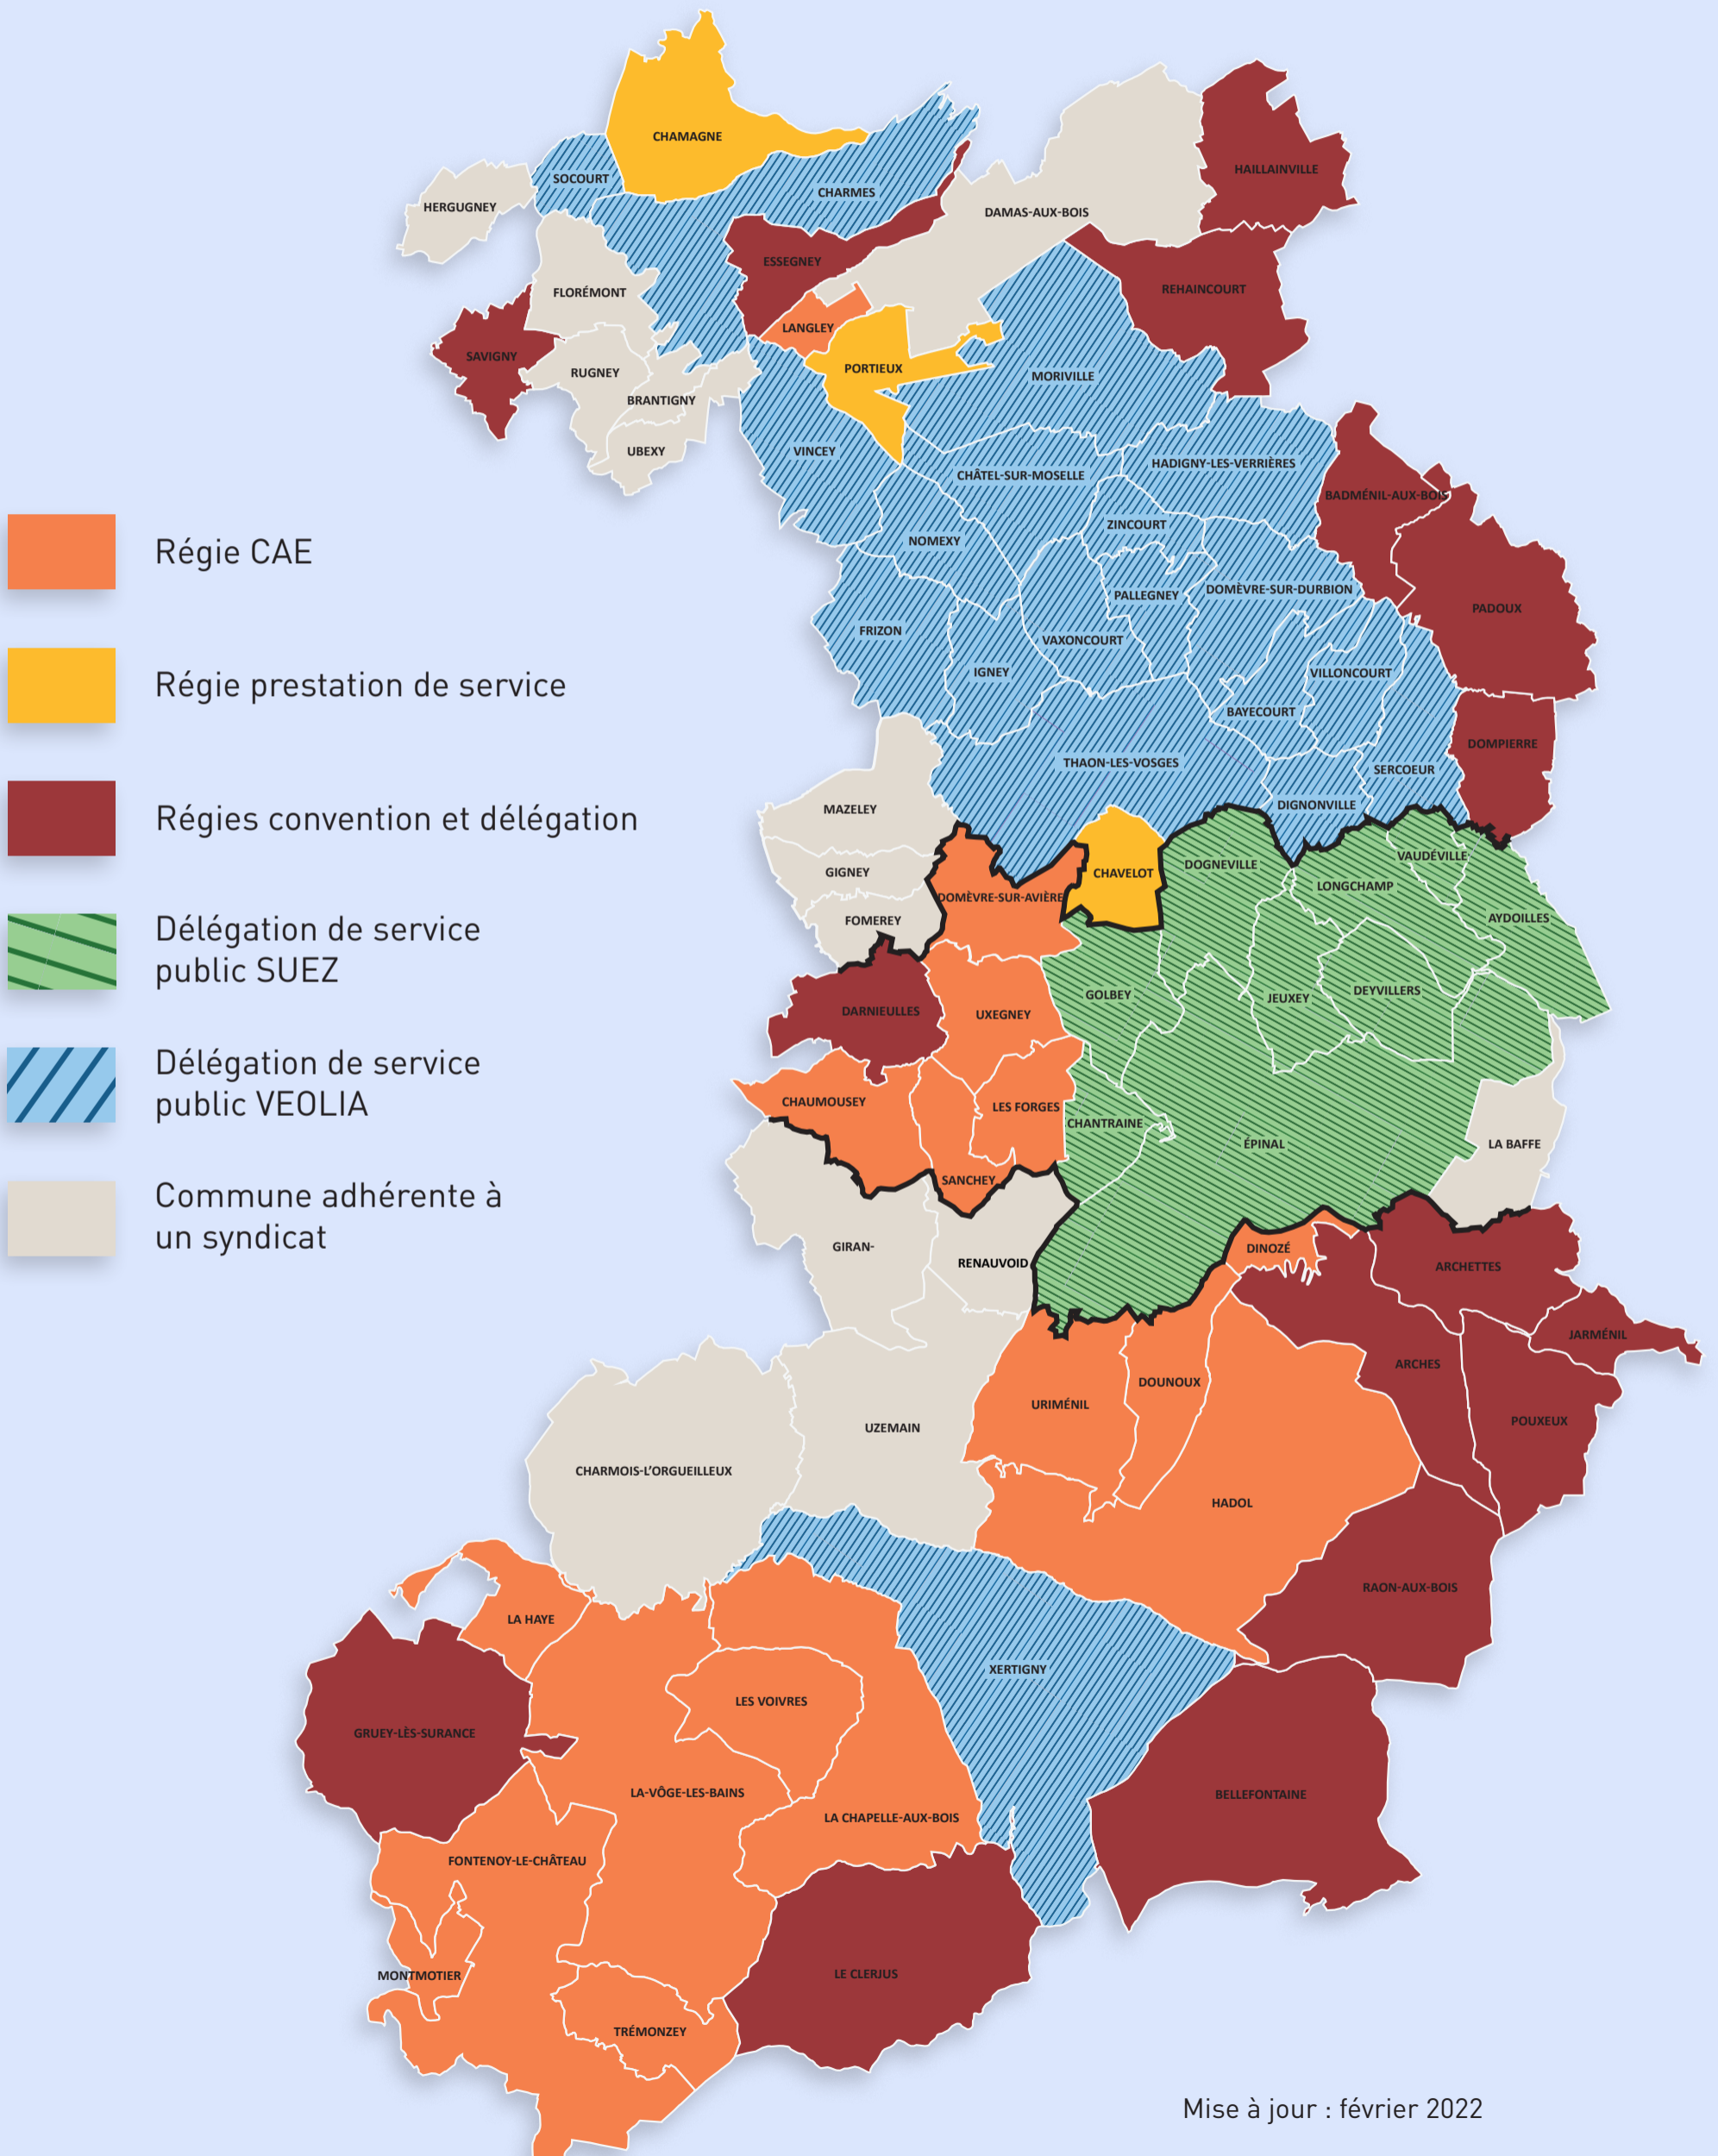 CHAMAGNE
HAILLAINVILLE
SOCOURT
CHARMES
HERGUGNEY
DAMAS-AUX-BOIS
ESSEGNEY
REHAINCOURT
FLORÉMONT
LANGLEY
SAVIGNY
PORTIEUX
RUGNEY
MORIVILLE
BRANTIGNY
UBEXY
VINCEY
HADIGNY-LES-VERRIÈRES
CHÂTEL-SUR-MOSELLE
BADMÉNIL-AUX-BOIS
ZINCOURT
NOMEXY
Régie CAE
DOMÈVRE-SUR-DURBION
PALLEGNEY
PADOUX
FRIZON
VAXONCOURT
IGNEY
VILLONCOURT
Régie prestation de service
BAYECOURT
DOMPIERRE
THAON-LES-VOSGES
SERCOEUR
DIGNONVILLE
MAZELEY
Régies convention et délégation
VAUDÉVILLE
DOGNEVILLE
GIGNEY
CHAVELOT
LONGCHAMP
DOMÈVRE-SUR-AVIÈRE
AYDOILLES
FOMEREY
Délégation de service
public SUEZ
DEYVILLERS
GOLBEY
JEUXEY
DARNIEULLES
UXEGNEY
Délégation de service
public VEOLIA
CHAUMOUSEY
LES FORGES
CHANTRAINE
ÉPINAL
LA BAFFE
SANCHEY
Commune adhérente à
un syndicat
GIRAN-
DINOZÉ
RENAUVOID
ARCHETTES
JARMÉNIL
ARCHES
DOUNOUX
URIMÉNIL
POUXEUX
UZEMAIN
CHARMOIS-L'ORGUEILLEUX
HADOL
RAON-AUX-BOIS
LA HAYE
XERTIGNY
LES VOIVRES
GRUEY-LÈS-SURANCE
LA-VÔGE-LES-BAINS
BELLEFONTAINE
LA CHAPELLE-AUX-BOIS
FONTENOY-LE-CHÂTEAU
LE CLERJUS
MONTMOTIER
TRÉMONZEY
Mise à jour : février 2022